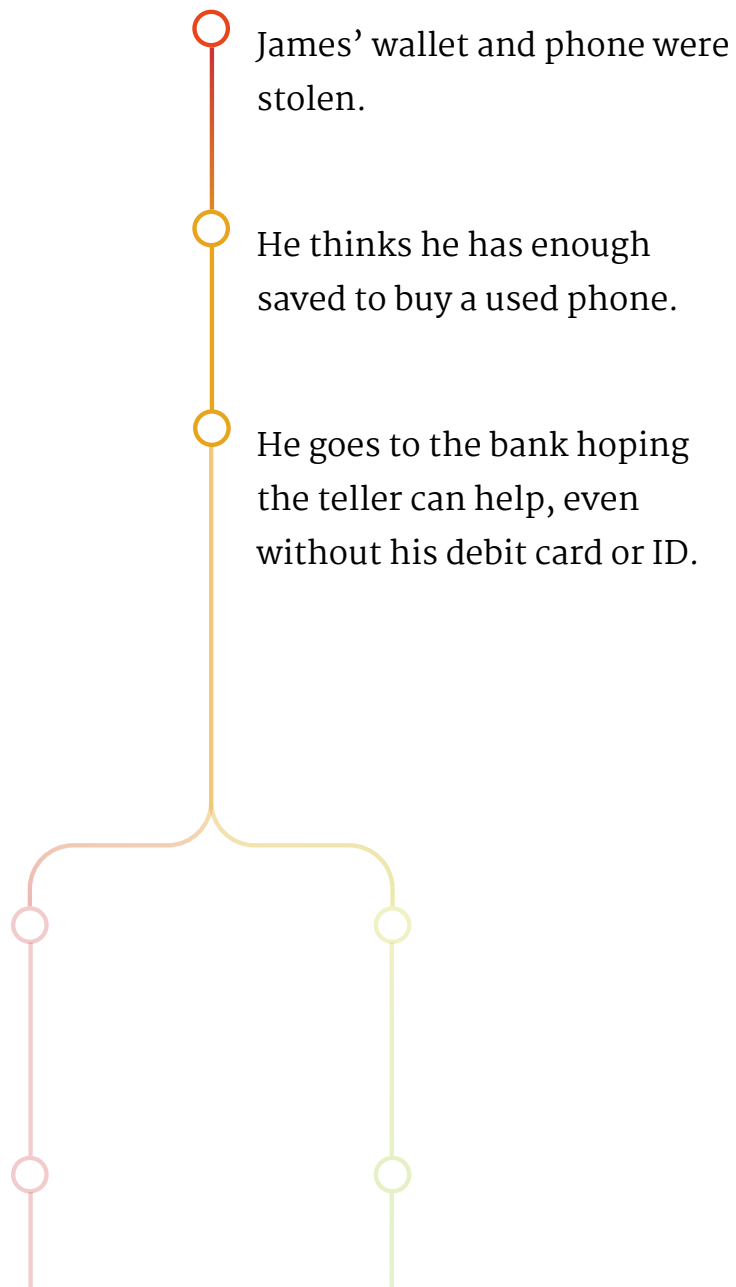 James’ wallet and phone were
stolen.
He thinks he has enough
saved to buy a used phone.
He goes to the bank hoping
the teller can help, even
without his debit card or ID.